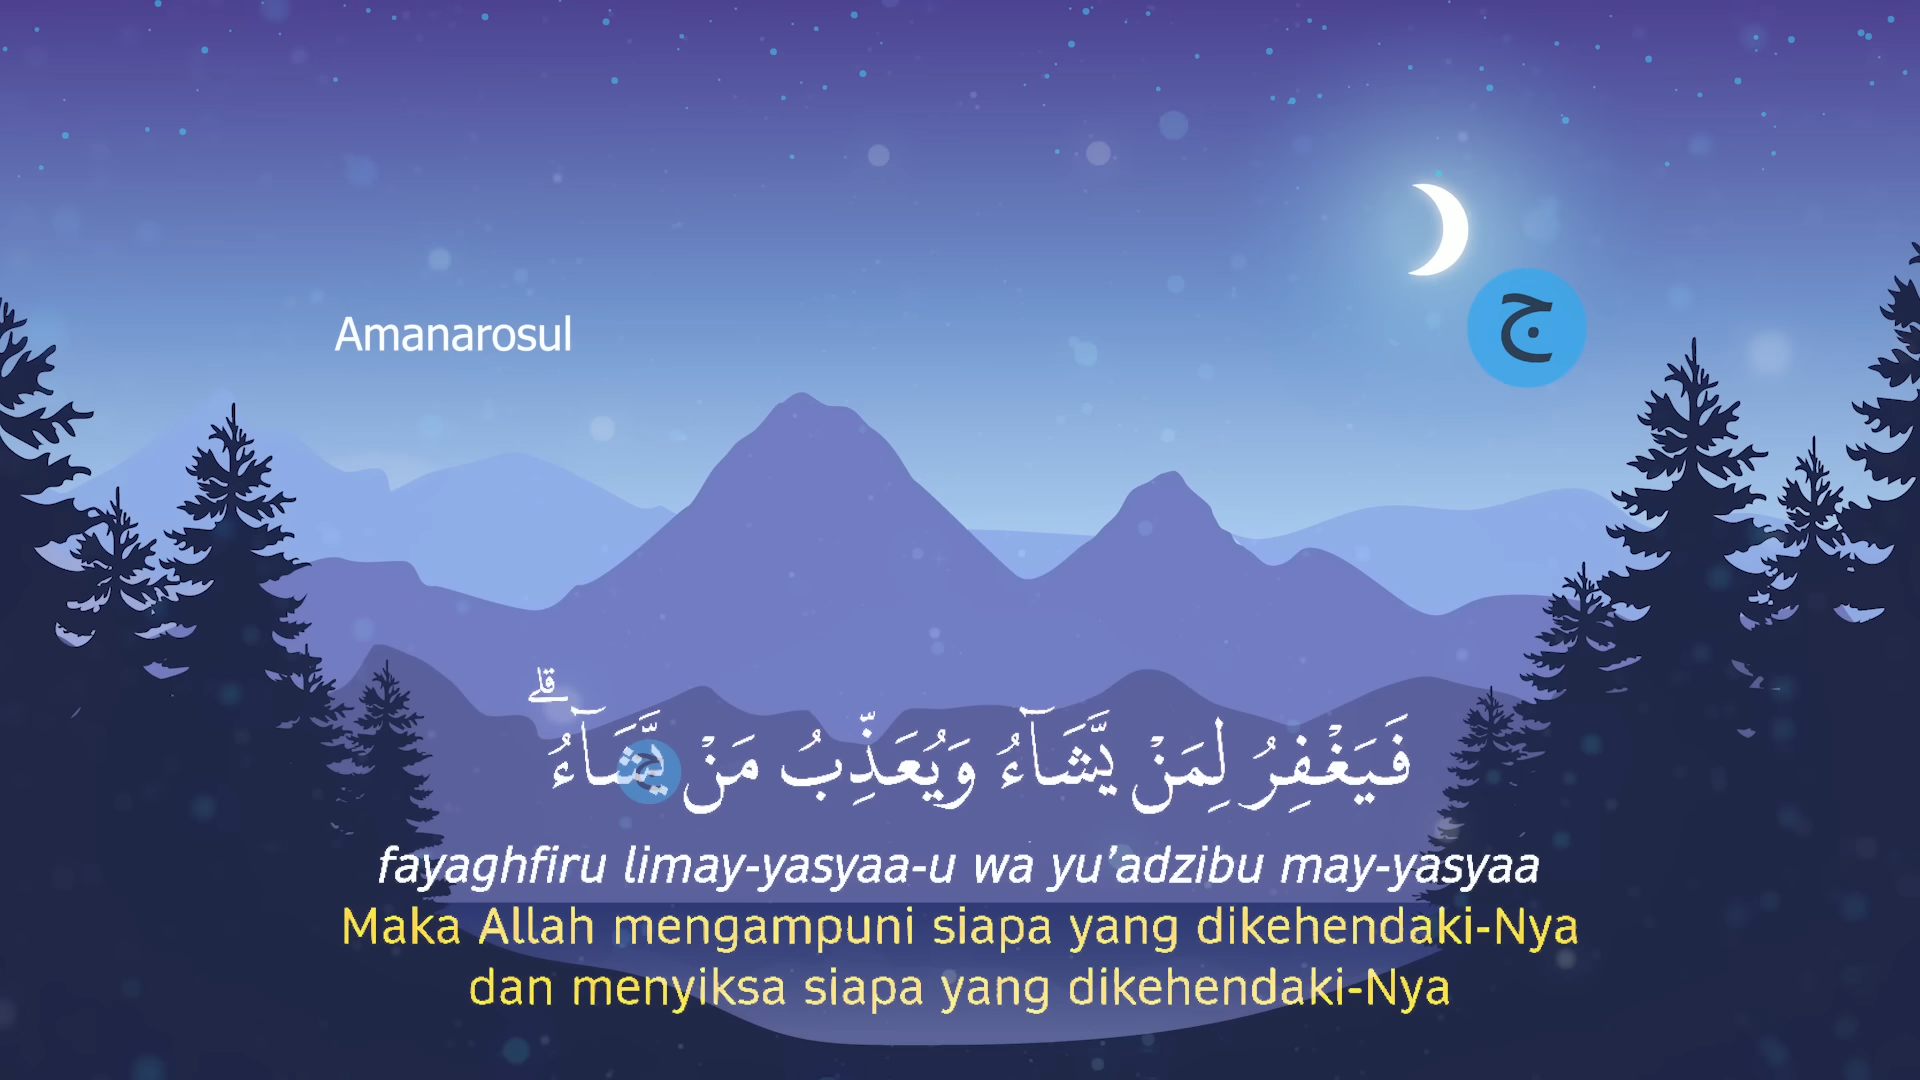 Amanarosul
ج
فَيَغْفِرُ لِمَنْ يَّشَآءُ وَيُعَذِّبُ مَنْ يَّشَآءُ ۗ
fayaghfiru limay-yasyaa-u wa yu’adzibu may-yasyaa
Maka Allah mengampuni siapa yang dikehendaki-Nya
dan menyiksa siapa yang dikehendaki-Nya